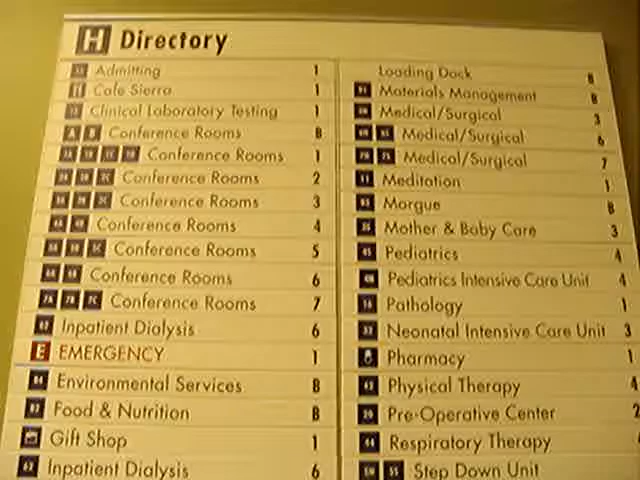 H Directory
Admitting 1
Cafe Sierra 1
Clinical Laboratory Testing 1
A B Conference Rooms B
Conference Rooms 1
Conference Rooms 2
Conference Rooms 3
Conference Rooms 4
Conference Rooms 5
Conference Rooms 6
7A 7B 7C Conference Rooms 7
Inpatient Dialysis 6
E EMERGENCY 1
Environmental Services B
Food & Nutrition B
Gift Shop 1
Inpatient Dialysis 6
Loading Dock B
Materials Management B
Medical/Surgical 3
Medical/Surgical 6
Medical/Surgical 7
Meditation 1
Morgue B
Mother & Baby Care 3
Pediatrics 4
Pediatrics Intensive Care Unit 4
Pathology 1
Neonatal Intensive Care Unit 3
Pharmacy 1
Physical Therapy 4
Pre-Operative Center 2
Respiratory Therapy
Step Down Unit